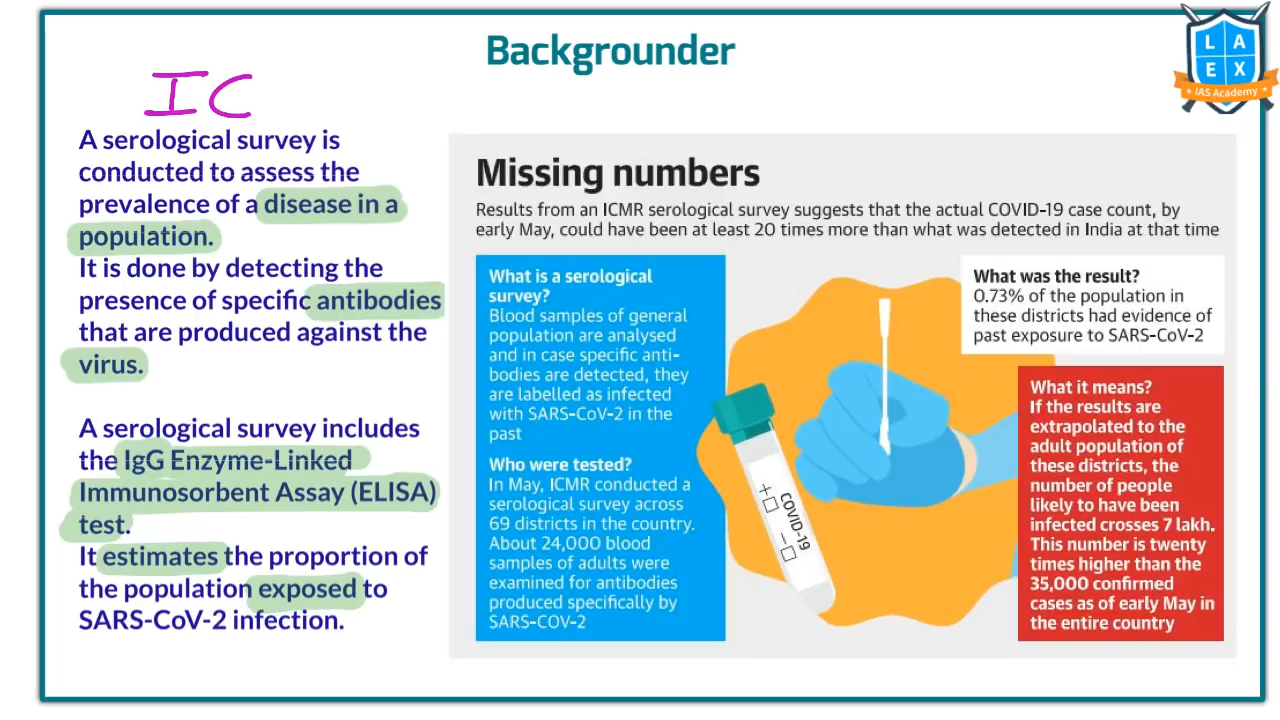 Backgrounder
L A
E X
IAS Academy
IC
A serological survey is
conducted to assess the
prevalence of a disease in a
population.
It is done by detecting the
presence of specific antibodies
that are produced against the
virus.
A serological survey includes
the IgG Enzyme-Linked
Immunosorbent Assay (ELISA)
test.
It estimates the proportion of
the population exposed to
SARS-CoV-2 infection.
Missing numbers
Results from an ICMR serological survey suggests that the actual COVID-19 case count, by
early May, could have been at least 20 times more than what was detected in India at that time
What is a serological
survey?
Blood samples of general
population are analysed
and in case specific anti-
bodies are detected, they
are labelled as infected
with SARS-CoV-2 in the
past
Who were tested?
In May, ICMR conducted a
serological survey across
69 districts in the country.
About 24,000 blood
samples of adults were
examined for antibodies
produced specifically by
SARS-COV-2
COVID-19
+
−
What was the result?
0.73% of the population in
these districts had evidence of
past exposure to SARS-CoV-2
What it means?
If the results are
extrapolated to the
adult population of
these districts, the
number of people
likely to have been
infected crosses 7 lakh.
This number is twenty
times higher than the
35,000 confirmed
cases as of early May in
the entire country